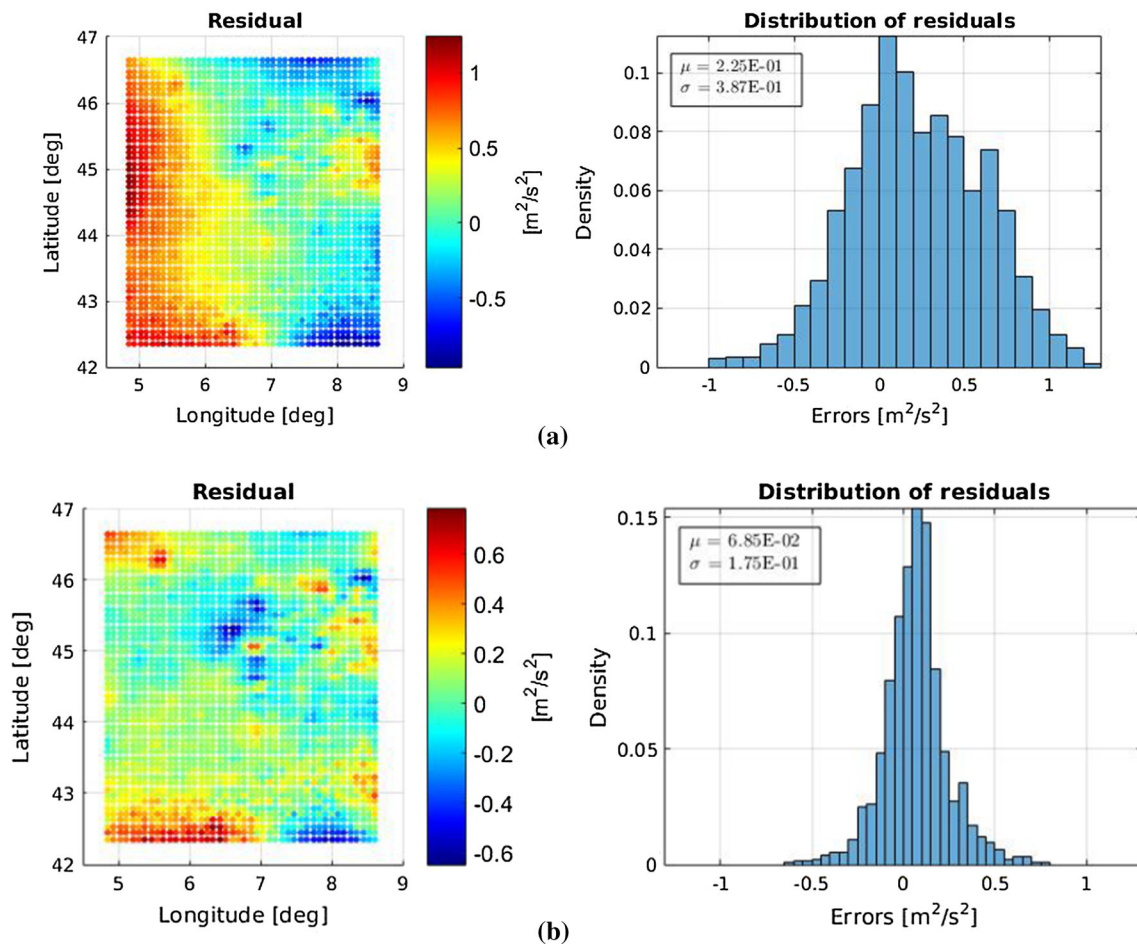 Residual
Latitude [deg]
47
46
45
44
43
42
5
6
7
8
9
Longitude [deg]
1
0.5
0
-0.5
[m²/s²]
Distribution of residuals
μ = 2.25E-01
σ = 3.87E-01
Density
0.1
0.08
0.06
0.04
0.02
0
-1
-0.5
0
0.5
1
Errors [m²/s²]
(a)
Residual
Latitude [deg]
47
46
45
44
43
42
5
6
7
8
9
Longitude [deg]
0.6
0.4
0.2
0
-0.2
-0.4
-0.6
[m²/s²]
Distribution of residuals
μ = 6.85E-02
σ = 1.75E-01
Density
0.15
0.1
0.05
0
-1
-0.5
0
0.5
1
Errors [m²/s²]
(b)